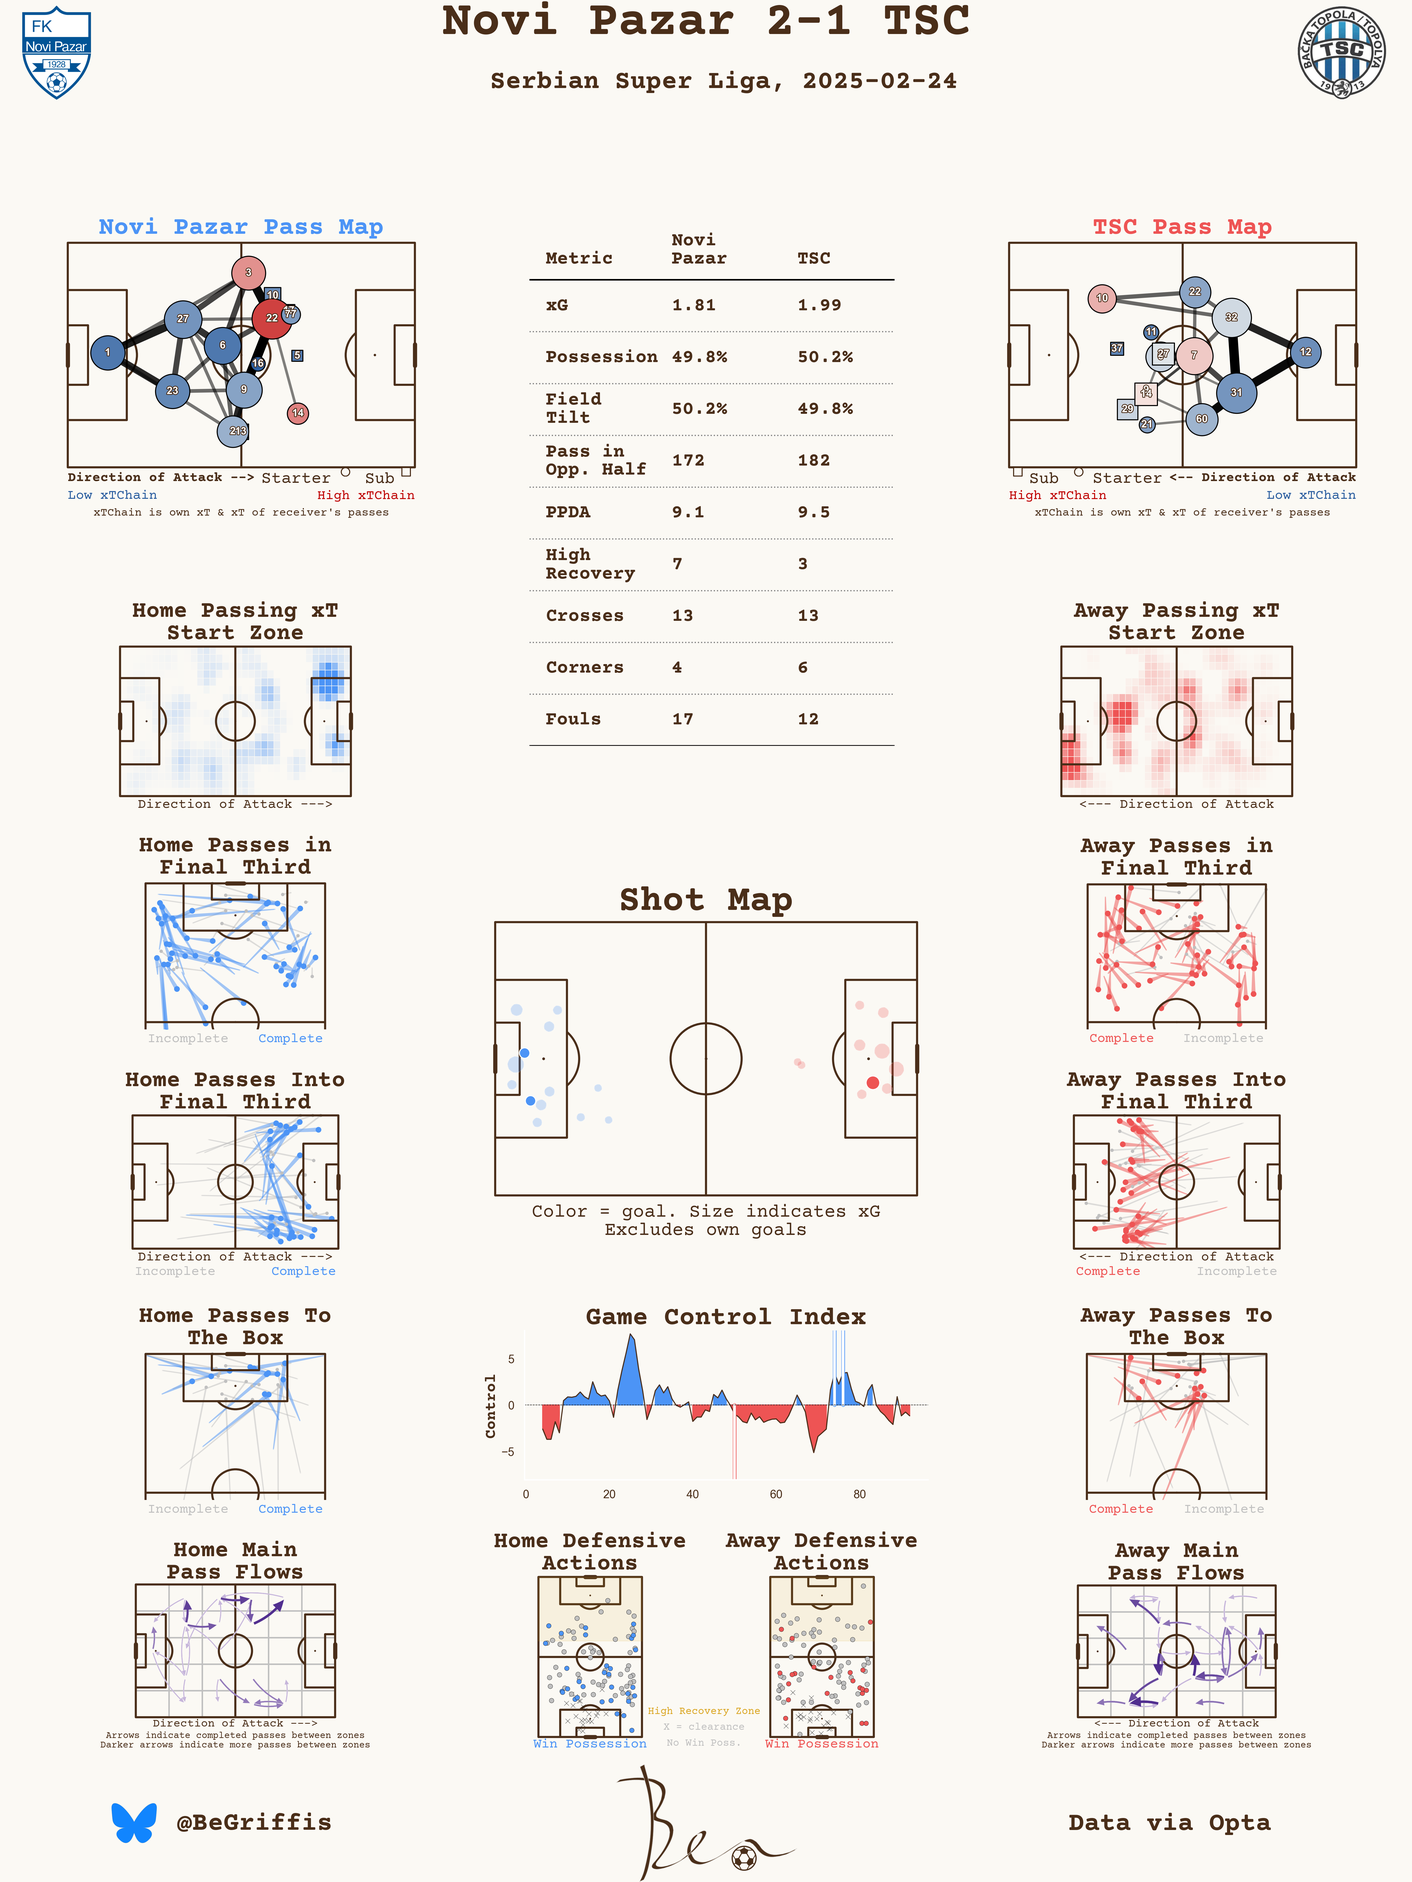 Novi Pazar 2-1 TSC
Serbian Super Liga, 2025-02-24
FK
Novi Pazar
1928
BAČKA TOPOLA/TOPOLYA
TSC
1913
Novi Pazar Pass Map
3
10
27
22
77
6
1
16
5
23
9
14
213
Direction of Attack --> Starter Sub
Low xTChain High xTChain
xTChain is own xT & xT of receiver's passes
Metric Novi Pazar TSC
xG 1.81 1.99
Possession 49.8% 50.2%
Field Tilt 50.2% 49.8%
Pass in Opp. Half 172 182
PPDA 9.1 9.5
High Recovery 7 3
Crosses 13 13
Corners 4 6
Fouls 17 12
TSC Pass Map
10
22
32
11
37
27
7
12
14
31
29
21
60
Sub Starter <-- Direction of Attack
High xTChain Low xTChain
xTChain is own xT & xT of receiver's passes
Home Passing xT
Start Zone
Direction of Attack --->
Away Passing xT
Start Zone
<--- Direction of Attack
Home Passes in
Final Third
Incomplete Complete
Away Passes in
Final Third
Complete Incomplete
Shot Map
Color = goal. Size indicates xG
Excludes own goals
Home Passes Into
Final Third
Direction of Attack --->
Incomplete Complete
Away Passes Into
Final Third
<--- Direction of Attack
Complete Incomplete
Home Passes To
The Box
Incomplete Complete
Game Control Index
Control
5
0
−5
0 20 40 60 80
Away Passes To
The Box
Complete Incomplete
Home Main
Pass Flows
Direction of Attack --->
Arrows indicate completed passes between zones
Darker arrows indicate more passes between zones
Home Defensive
Actions
Win Possession
High Recovery Zone
X = clearance
No Win Poss.
Away Defensive
Actions
Win Possession
Away Main
Pass Flows
<--- Direction of Attack
Arrows indicate completed passes between zones
Darker arrows indicate more passes between zones
@BeGriffis
Ben
Data via Opta